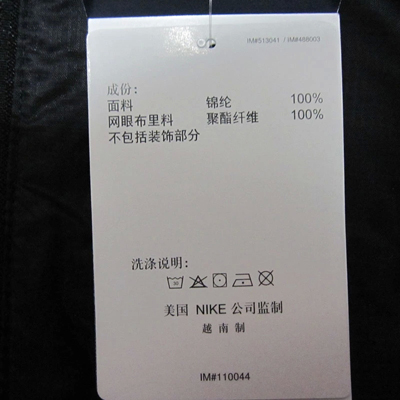 IM#513041 / IM#488003
成份:
面料 锦纶 100%
网眼布里料 聚酯纤维 100%
不包括装饰部分
洗涤说明:
30
美国 NIKE 公司监制
越南制
IM#110044